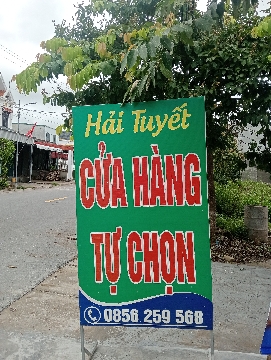 Hải Tuyết
CỬA HÀNG
TỰ CHỌN
0856 259 568